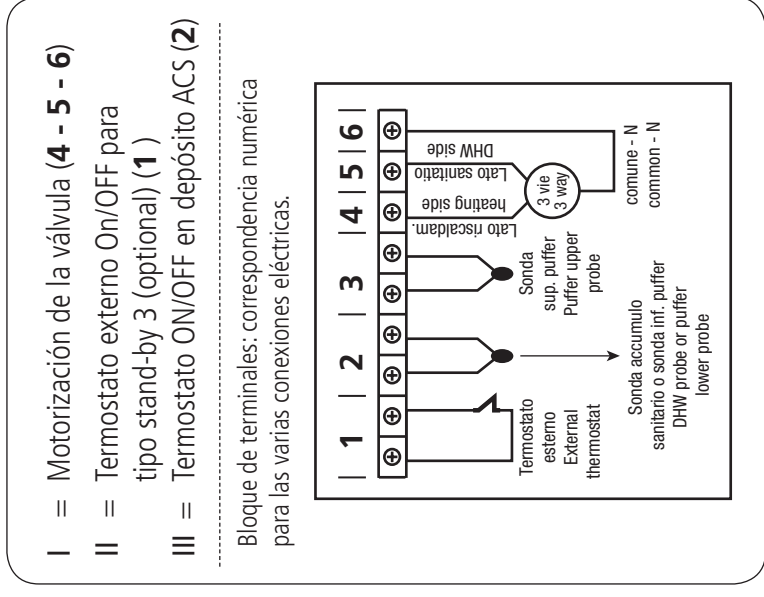 I = Motorización de la válvula (4 - 5 - 6)
II = Termostato externo On/OFF para
tipo stand-by 3 (optional) (1 )
III = Termostato ON/OFF en depósito ACS (2)
Bloque de terminales: correspondencia numérica
para las varias conexiones eléctricas.
1 2 3 4 5 6
Termostato
esterno
External
thermostat
Sonda accumulo
sanitario o sonda inf. puffer
DHW probe or puffer
lower probe
Sonda
sup. puffer
Puffer upper
probe
Lato riscaldam.
heating side
Lato sanitatio
DHW side
3 vie
3 way
comune - N
common - N